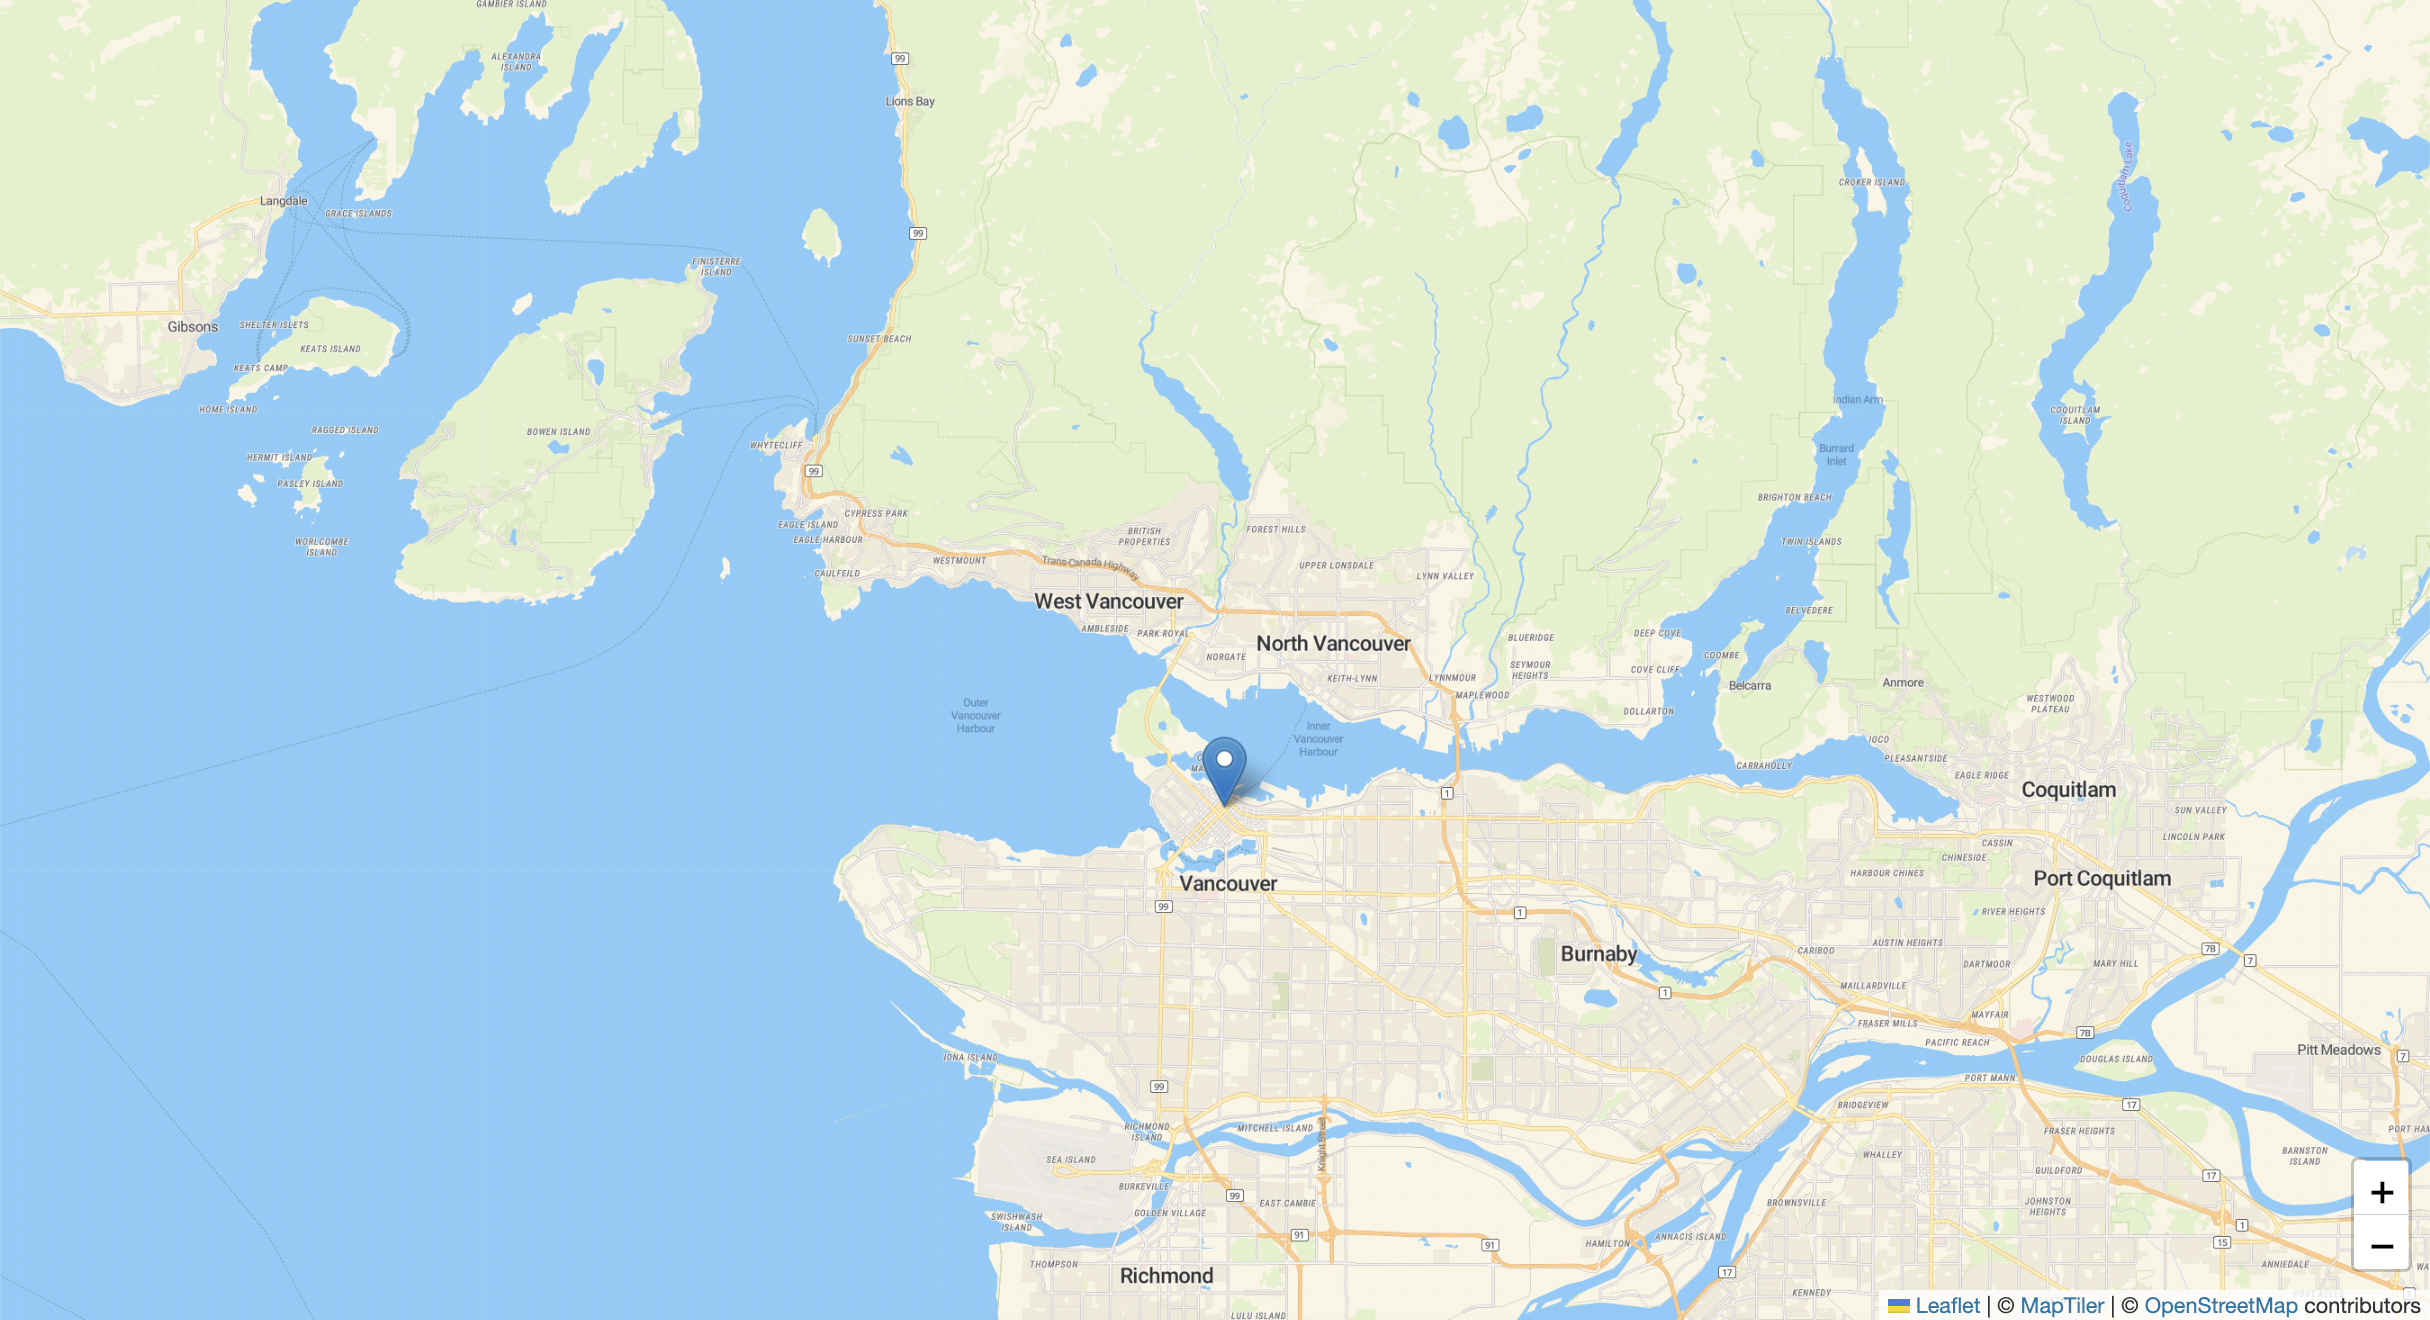 GAMBIER ISLAND
ALEXANDRA
ISLAND
99
Lions Bay
Langdale
GRACE ISLANDS
CROKER ISLAND
Coquitlam Lake
99
FINISTERRE
ISLAND
Gibsons
SHELTER ISLETS
KEATS ISLAND
KEATS CAMP
SUNSET BEACH
HOME ISLAND
RAGGED ISLAND
BOWEN ISLAND
HERMIT ISLAND
PASLEY ISLAND
WORLCOMBE
ISLAND
WHYTECLIFF
99
Indian Arm
COQUITLAM
ISLAND
Burrard
Inlet
BRIGHTON BEACH
CYPRESS PARK
EAGLE ISLAND
EAGLE HARBOUR
BRITISH
PROPERTIES
FOREST HILLS
TWIN ISLANDS
WESTMOUNT
Trans-Canada Highway
UPPER LONSDALE
LYNN VALLEY
CAULFEILD
West Vancouver
BELVEDERE
AMBLESIDE
PARK ROYAL
North Vancouver
BLUERIDGE
DEEP COVE
NORGATE
COOMBE
SEYMOUR
HEIGHTS
COVE CLIFF
KEITH-LYNN
LYNNMOUR
Belcarra
Anmore
MAPLEWOOD
WESTWOOD
PLATEAU
Outer
Vancouver
Harbour
DOLLARTON
Inner
Vancouver
Harbour
IOCO
PLEASANTSIDE
CARRAHOLLY
EAGLE RIDGE
1
Coquitlam
SUN VALLEY
LINCOLN PARK
CASSIN
CHINESIDE
HARBOUR CHINES
Vancouver
Port Coquitlam
99
1
RIVER HEIGHTS
Burnaby
CARIBOO
AUSTIN HEIGHTS
7B
7
DARTMOOR
MARY HILL
1
MAILLARDVILLE
MAYFAIR
FRASER MILLS
7B
PACIFIC REACH
Pitt Meadows
7
IONA ISLAND
DOUGLAS ISLAND
99
PORT MANN
BRIDGEVIEW
17
RICHMOND
ISLAND
MITCHELL ISLAND
Knight Street
FRASER HEIGHTS
PORT HAM
SEA ISLAND
WHALLEY
GUILDFORD
BARNSTON
ISLAND
17
BURKEVILLE
99
EAST CAMBIE
BROWNSVILLE
JOHNSTON
HEIGHTS
GOLDEN VILLAGE
SWISHWASH
ISLAND
91
91
HAMILTON
ANNACIS ISLAND
1
15
THOMPSON
Richmond
17
ANNIEDALE
KENNEDY
LULU ISLAND
+
−
Leaflet | © MapTiler | © OpenStreetMap contributors